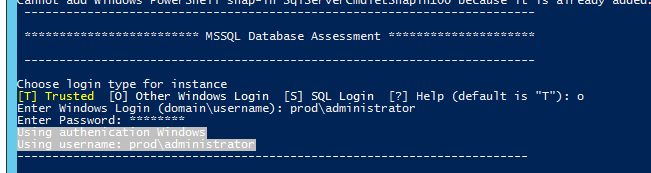 Cannot add Windows PowerShell snap-in SqlServerCmdletSnapin100 because it is already added.
--------------------------------------------------------------------
************************* MSSQL Database Assessment *********************
--------------------------------------------------------------------
Choose login type for instance
[T] Trusted  [O] Other Windows Login  [S] SQL Login  [?] Help (default is "T"): o
Enter Windows Login (domain\username): prod\administrator
Enter Password: ********
Using authenication Windows
Using username: prod\administrator
--------------------------------------------------------------------